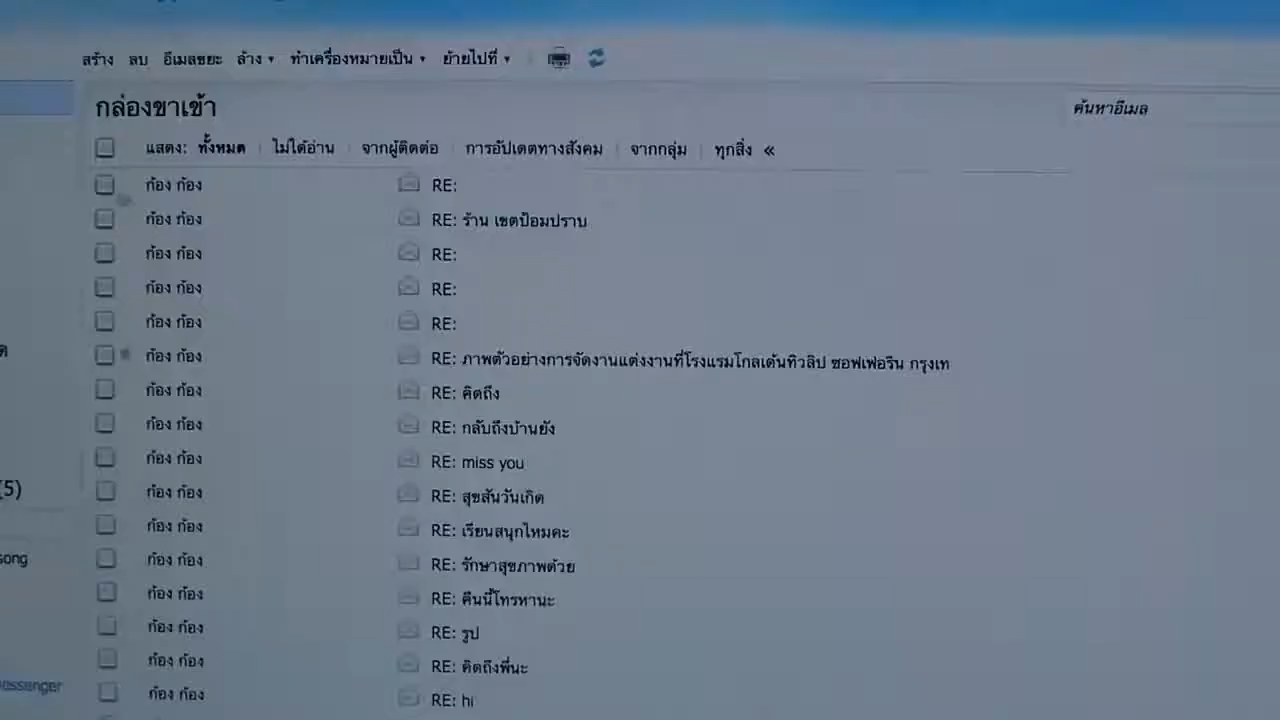 สร้าง ลบ อีเมลขยะ ล้าง ทำเครื่องหมายเป็น ย้ายไปที่
กล่องขาเข้า ค้นหาอีเมล
แสดง: ทั้งหมด ไม่ได้อ่าน จากผู้ติดต่อ การอัปเดตทางสังคม จากกลุ่ม ทุกสิ่ง «
ก้อง ก้อง RE:
ก้อง ก้อง RE: ร้าน เขตป้อมปราบ
ก้อง ก้อง RE:
ก้อง ก้อง RE:
ก้อง ก้อง RE:
ก้อง ก้อง RE: ภาพตัวอย่างการจัดงานแต่งงานที่โรงแรมโกลเด้นทิวลิป ซอฟเฟอริน กรุงเท
ก้อง ก้อง RE: คิตถึง
ก้อง ก้อง RE: กลับถึงบ้านยัง
ก้อง ก้อง RE: miss you
(5)
ก้อง ก้อง RE: สุขสันวันเกิด
ก้อง ก้อง RE: เรียนสนุกไหมคะ
song
ก้อง ก้อง RE: รักษาสุขภาพด้วย
ก้อง ก้อง RE: คืนนี้โทรหานะ
ก้อง ก้อง RE: รูป
ก้อง ก้อง RE: คิดถึงพี่นะ
essenger
ก้อง ก้อง RE: hi